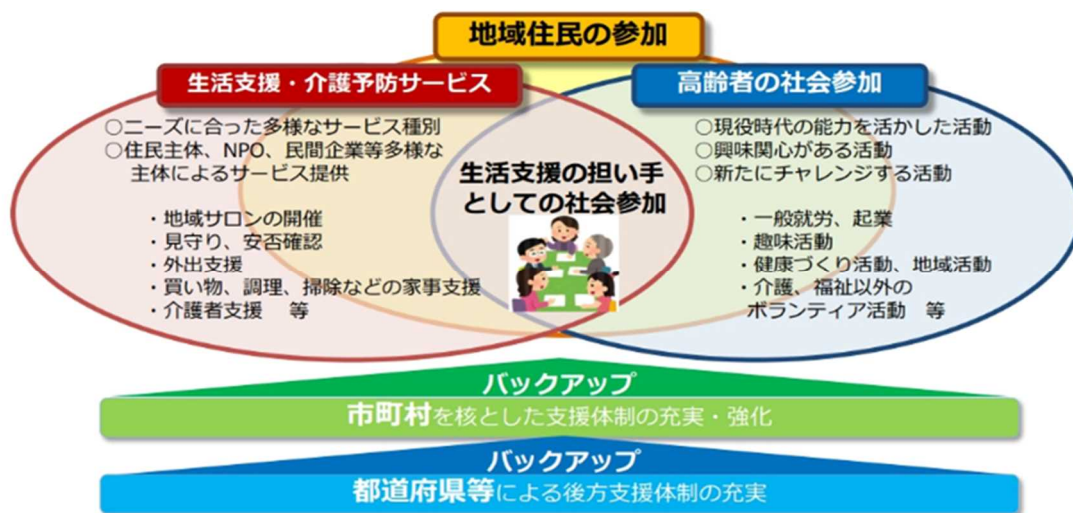 地域住民の参加
生活支援・介護予防サービス
○ニーズに合った多様なサービス種別
○住民主体、NPO、民間企業等多様な
主体によるサービス提供
・地域サロンの開催
・見守り、安否確認
・外出支援
・買い物、調理、掃除などの家事支援
・介護者支援　等
生活支援の担い手
としての社会参加
高齢者の社会参加
○現役時代の能力を活かした活動
○興味関心がある活動
○新たにチャレンジする活動
・一般就労、起業
・趣味活動
・健康づくり活動、地域活動
・介護、福祉以外の
ボランティア活動　等
バックアップ
市町村を核とした支援体制の充実・強化
バックアップ
都道府県等による後方支援体制の充実